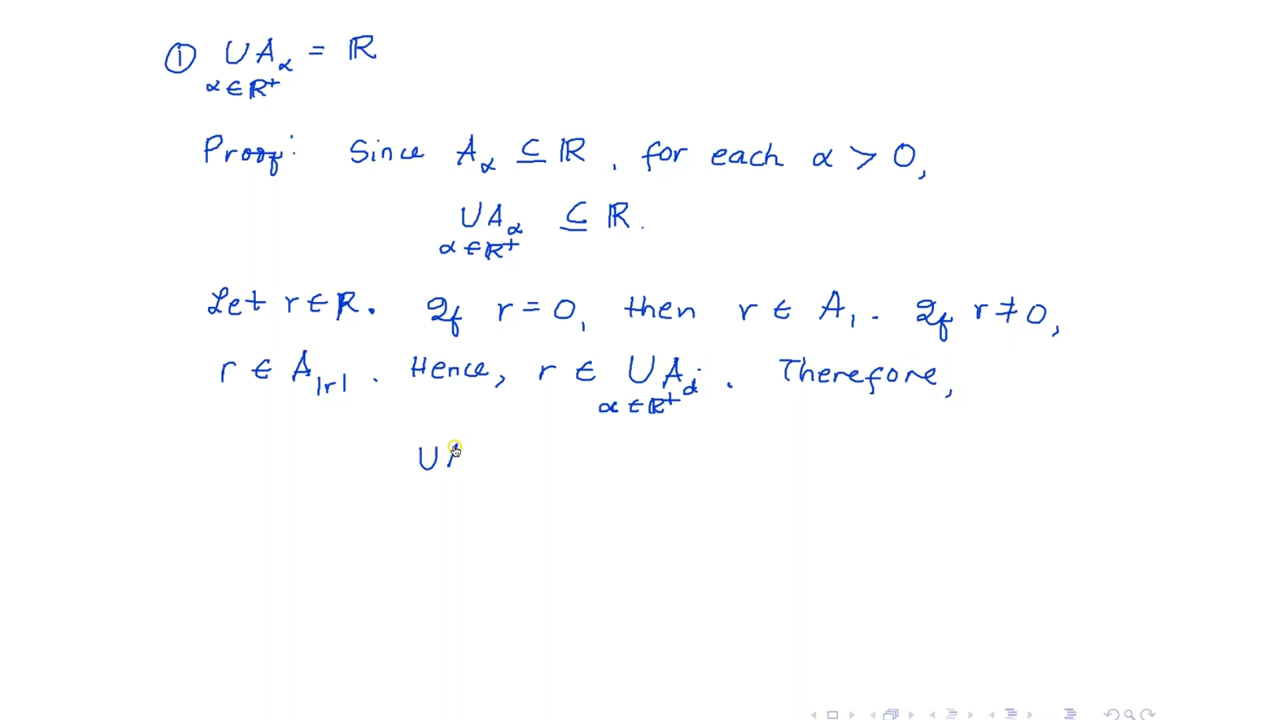 ① ∪A_α = ℝ
α∈ℝ⁺
Proof: Since A_α ⊆ ℝ, for each α > 0,
∪A_α ⊆ ℝ.
α∈ℝ⁺
Let r∈ℝ. If r = 0, then r ∈ A₁. If r ≠ 0,
r ∈ A_|r|. Hence, r ∈ ∪A_α. Therefore,
α∈ℝ⁺
∪A